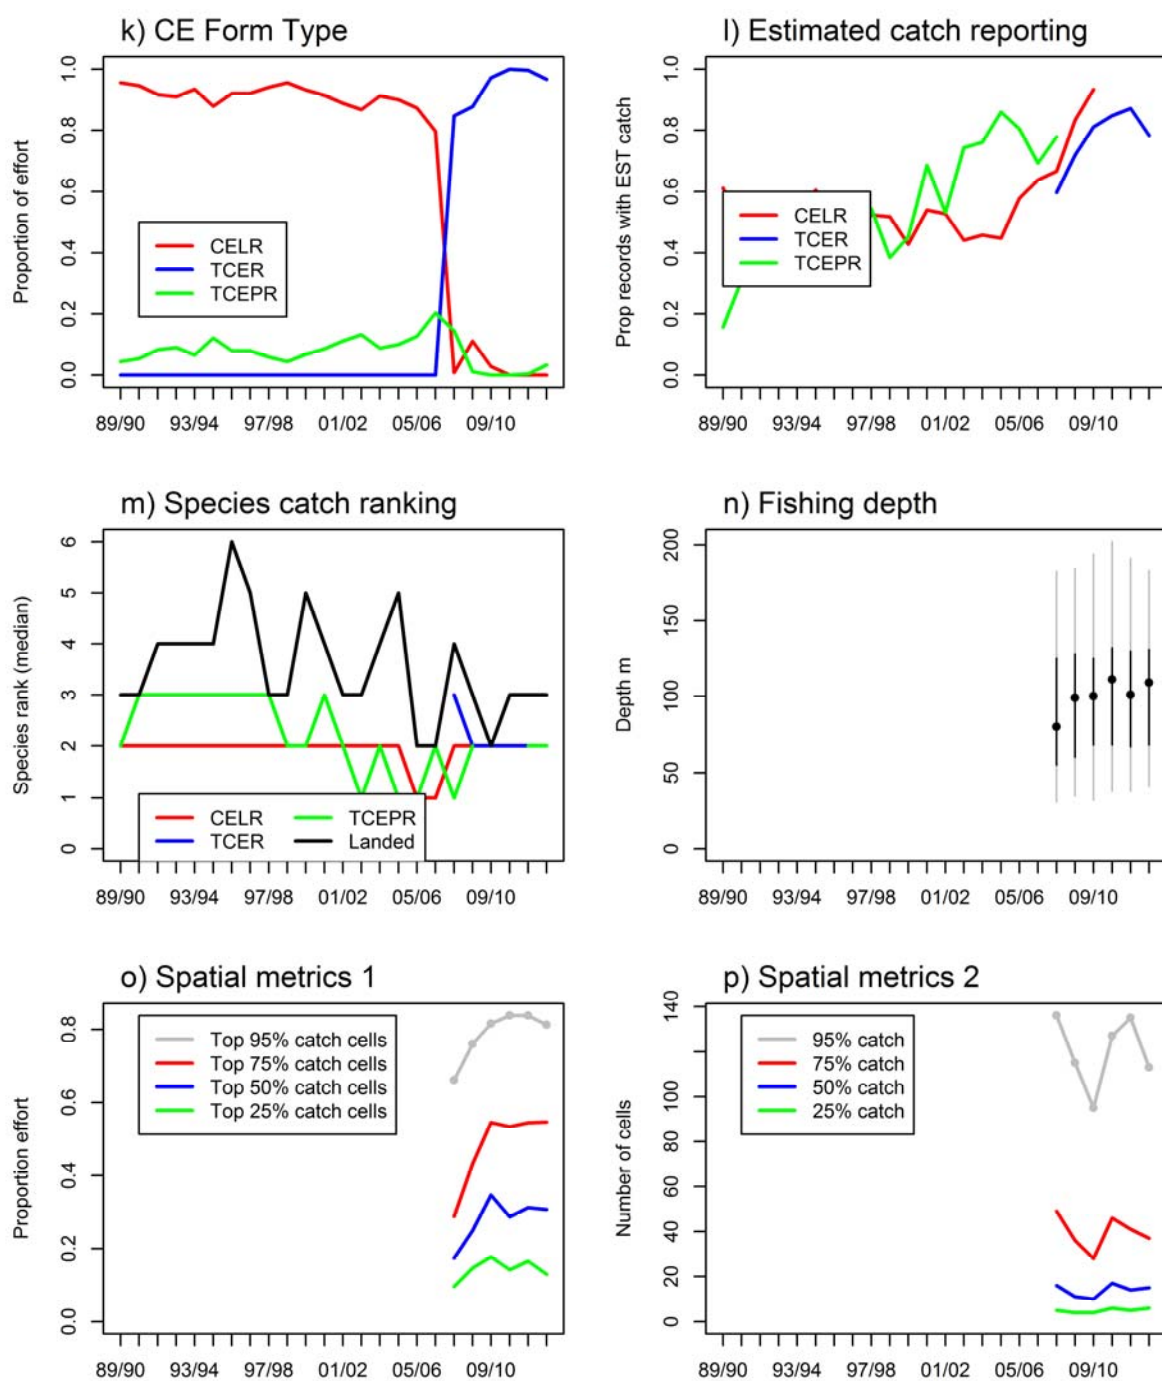 k) CE Form Type
Proportion of effort
1.0
0.8
0.6
0.4
0.2
0.0
CELR
TCER
TCEPR
89/90 93/94 97/98 01/02 05/06 09/10
l) Estimated catch reporting
Prop records with EST catch
1.0
0.8
0.6
0.4
0.2
0.0
CELR
TCER
TCEPR
89/90 93/94 97/98 01/02 05/06 09/10
m) Species catch ranking
Species rank (median)
6
5
4
3
2
1
0
CELR TCEPR
TCER Landed
89/90 93/94 97/98 01/02 05/06 09/10
n) Fishing depth
Depth m
200
150
100
50
0
89/90 93/94 97/98 01/02 05/06 09/10
o) Spatial metrics 1
Proportion effort
0.8
0.6
0.4
0.2
0.0
Top 95% catch cells
Top 75% catch cells
Top 50% catch cells
Top 25% catch cells
89/90 93/94 97/98 01/02 05/06 09/10
p) Spatial metrics 2
Number of cells
140
120
100
80
60
40
20
0
95% catch
75% catch
50% catch
25% catch
89/90 93/94 97/98 01/02 05/06 09/10